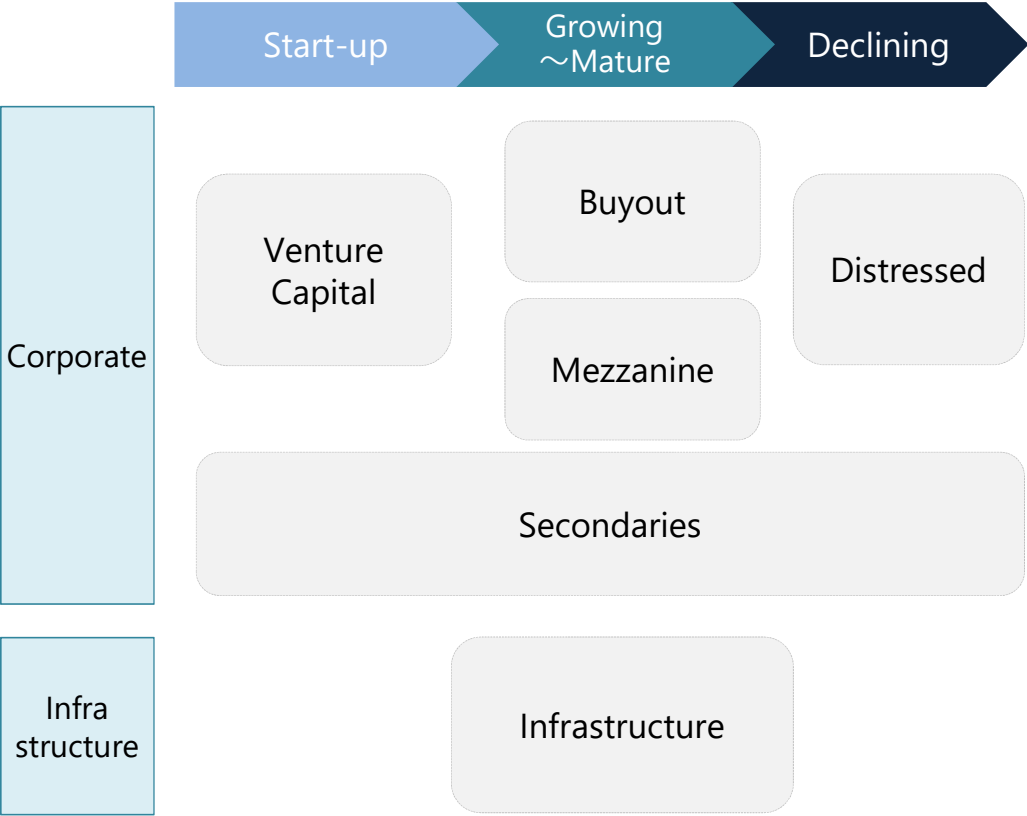 Start-up
Growing
～Mature
Declining
Corporate
Venture
Capital
Buyout
Mezzanine
Distressed
Secondaries
Infra
structure
Infrastructure